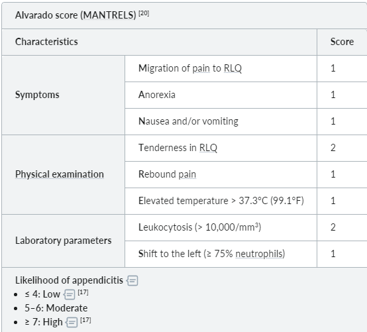 Alvarado score (MANTRELS) [20]
Characteristics Score
Symptoms
Migration of pain to RLQ 1
Anorexia 1
Nausea and/or vomiting 1
Physical examination
Tenderness in RLQ 2
Rebound pain 1
Elevated temperature > 37.3°C (99.1°F) 1
Laboratory parameters
Leukocytosis (> 10,000/mm³) 2
Shift to the left (≥ 75% neutrophils) 1
Likelihood of appendicitis
• ≤ 4: Low [17]
• 5–6: Moderate
• ≥ 7: High [17]